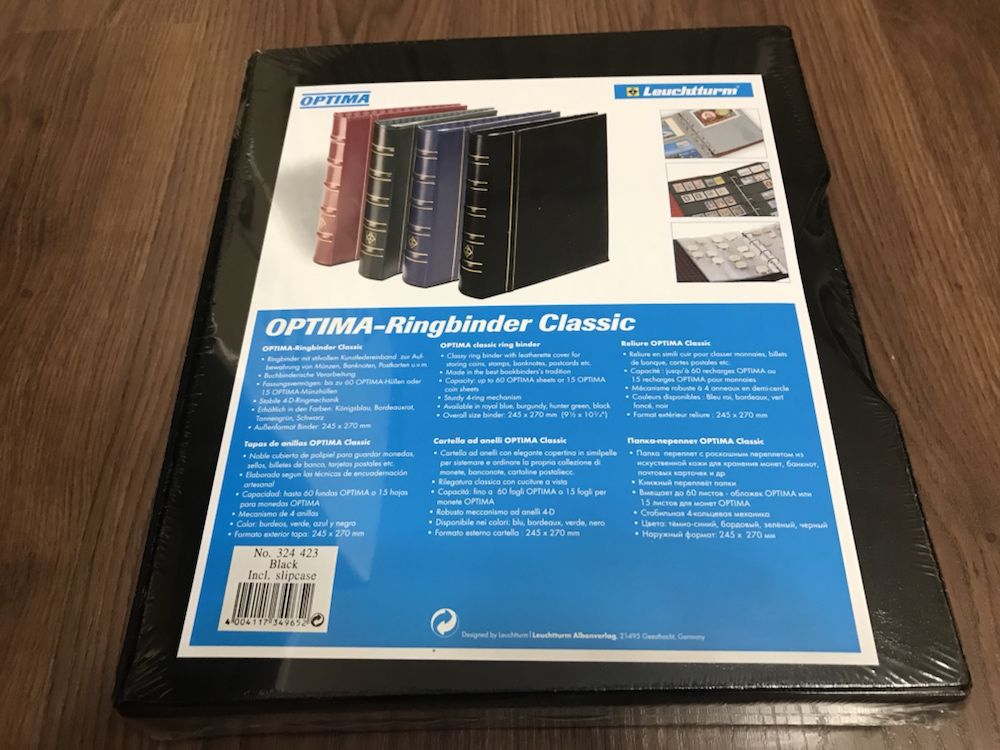 OPTIMA
Leuchtturm
OPTIMA-Ringbinder Classic
OPTIMA-Ringbinder Classic
• Ringbinder mit stilvollem Kunstledereinband zur Auf-
bewahrung von Münzen, Banknoten, Postkarten u.v.m.
• Buchbinderische Verarbeitung
• Fassungsvermögen: bis zu 60 OPTIMA-Hüllen oder
15 OPTIMA-Münzhüllen
• Stabile 4-D-Ringmechanik
• Erhältlich in den Farben: Königsblau, Bordeauxrot,
Tannengrün, Schwarz
• Außenformat Binder: 245 x 270 mm
OPTIMA classic ring binder
• Classy ring binder with leatherette cover for
storing coins, stamps, banknotes, postcards etc.
• Made in the best bookbinders's tradition
• Capacity: up to 60 OPTIMA sheets or 15 OPTIMA
coin sheets
• Sturdy 4-ring mechanism
• Available in royal blue, burgundy, hunter green, black
• Overall size binder: 245 x 270 mm (9½ x 10¾")
Reliure OPTIMA Classic
• Reliure en simili cuir pour classer monnaies, billets
de banque, cartes postales etc.
• Capacité : jusqu'à 60 recharges OPTIMA ou
15 recharges OPTIMA pour monnaies
• Mécanisme robuste à 4 anneaux en demi-cercle
• Couleurs disponibles : Bleu roi, bordeaux, vert
foncé, noir
• Format extérieur reliure : 245 x 270 mm
Tapas de anillas OPTIMA Classic
• Noble cubierta de polipiel para guardar monedas,
sellos, billetes de banco, tarjetas postales etc.
• Elaborada segun las técnicas de encuadernación
artesanal
• Capacidad: hasta 60 fundas OPTIMA o 15 hojas
para monedas OPTIMA
• Mecanismo de 4 anillas
• Color: burdeos, verde, azul y negro
• Formato exterior tapa: 245 x 270 mm
Cartella ad anelli OPTIMA Classic
• Cartella ad anelli con elegante copertina in similpelle
per sistemare e ordinare la propria collezione di
monete, banconote, cartoline postaliecc.
• Rilegatura classica con cuciture a vista
• Capacità: fino a 60 fogli OPTIMA o 15 fogli per
monete OPTIMA
• Robusto meccanismo ad anelli 4-D
• Disponibile nei colori: blu, bordeaux, verde, nero
• Formato esterno cartella : 245 x 270 mm
Папка-переплет OPTIMA Classic
• Папка переплет с роскошным переплетом из
искусственной кожи для хранения монет, банкнот,
почтовых карточек и др
• Книжный переплёт папки
• Вмещает до 60 листов - обложек OPTIMA или
15 листов для монет OPTIMA
• Стабильная 4-кольцевая механика
• Цвета: тёмно-синий, бардовый, зелёный, черный
• Наружный формат: 245 x 270 мм
No. 324 423
Black
Incl. slipcase
4 004117 349652
Designed by Leuchtturm | Leuchtturm Albenverlag, 21495 Geesthacht, Germany